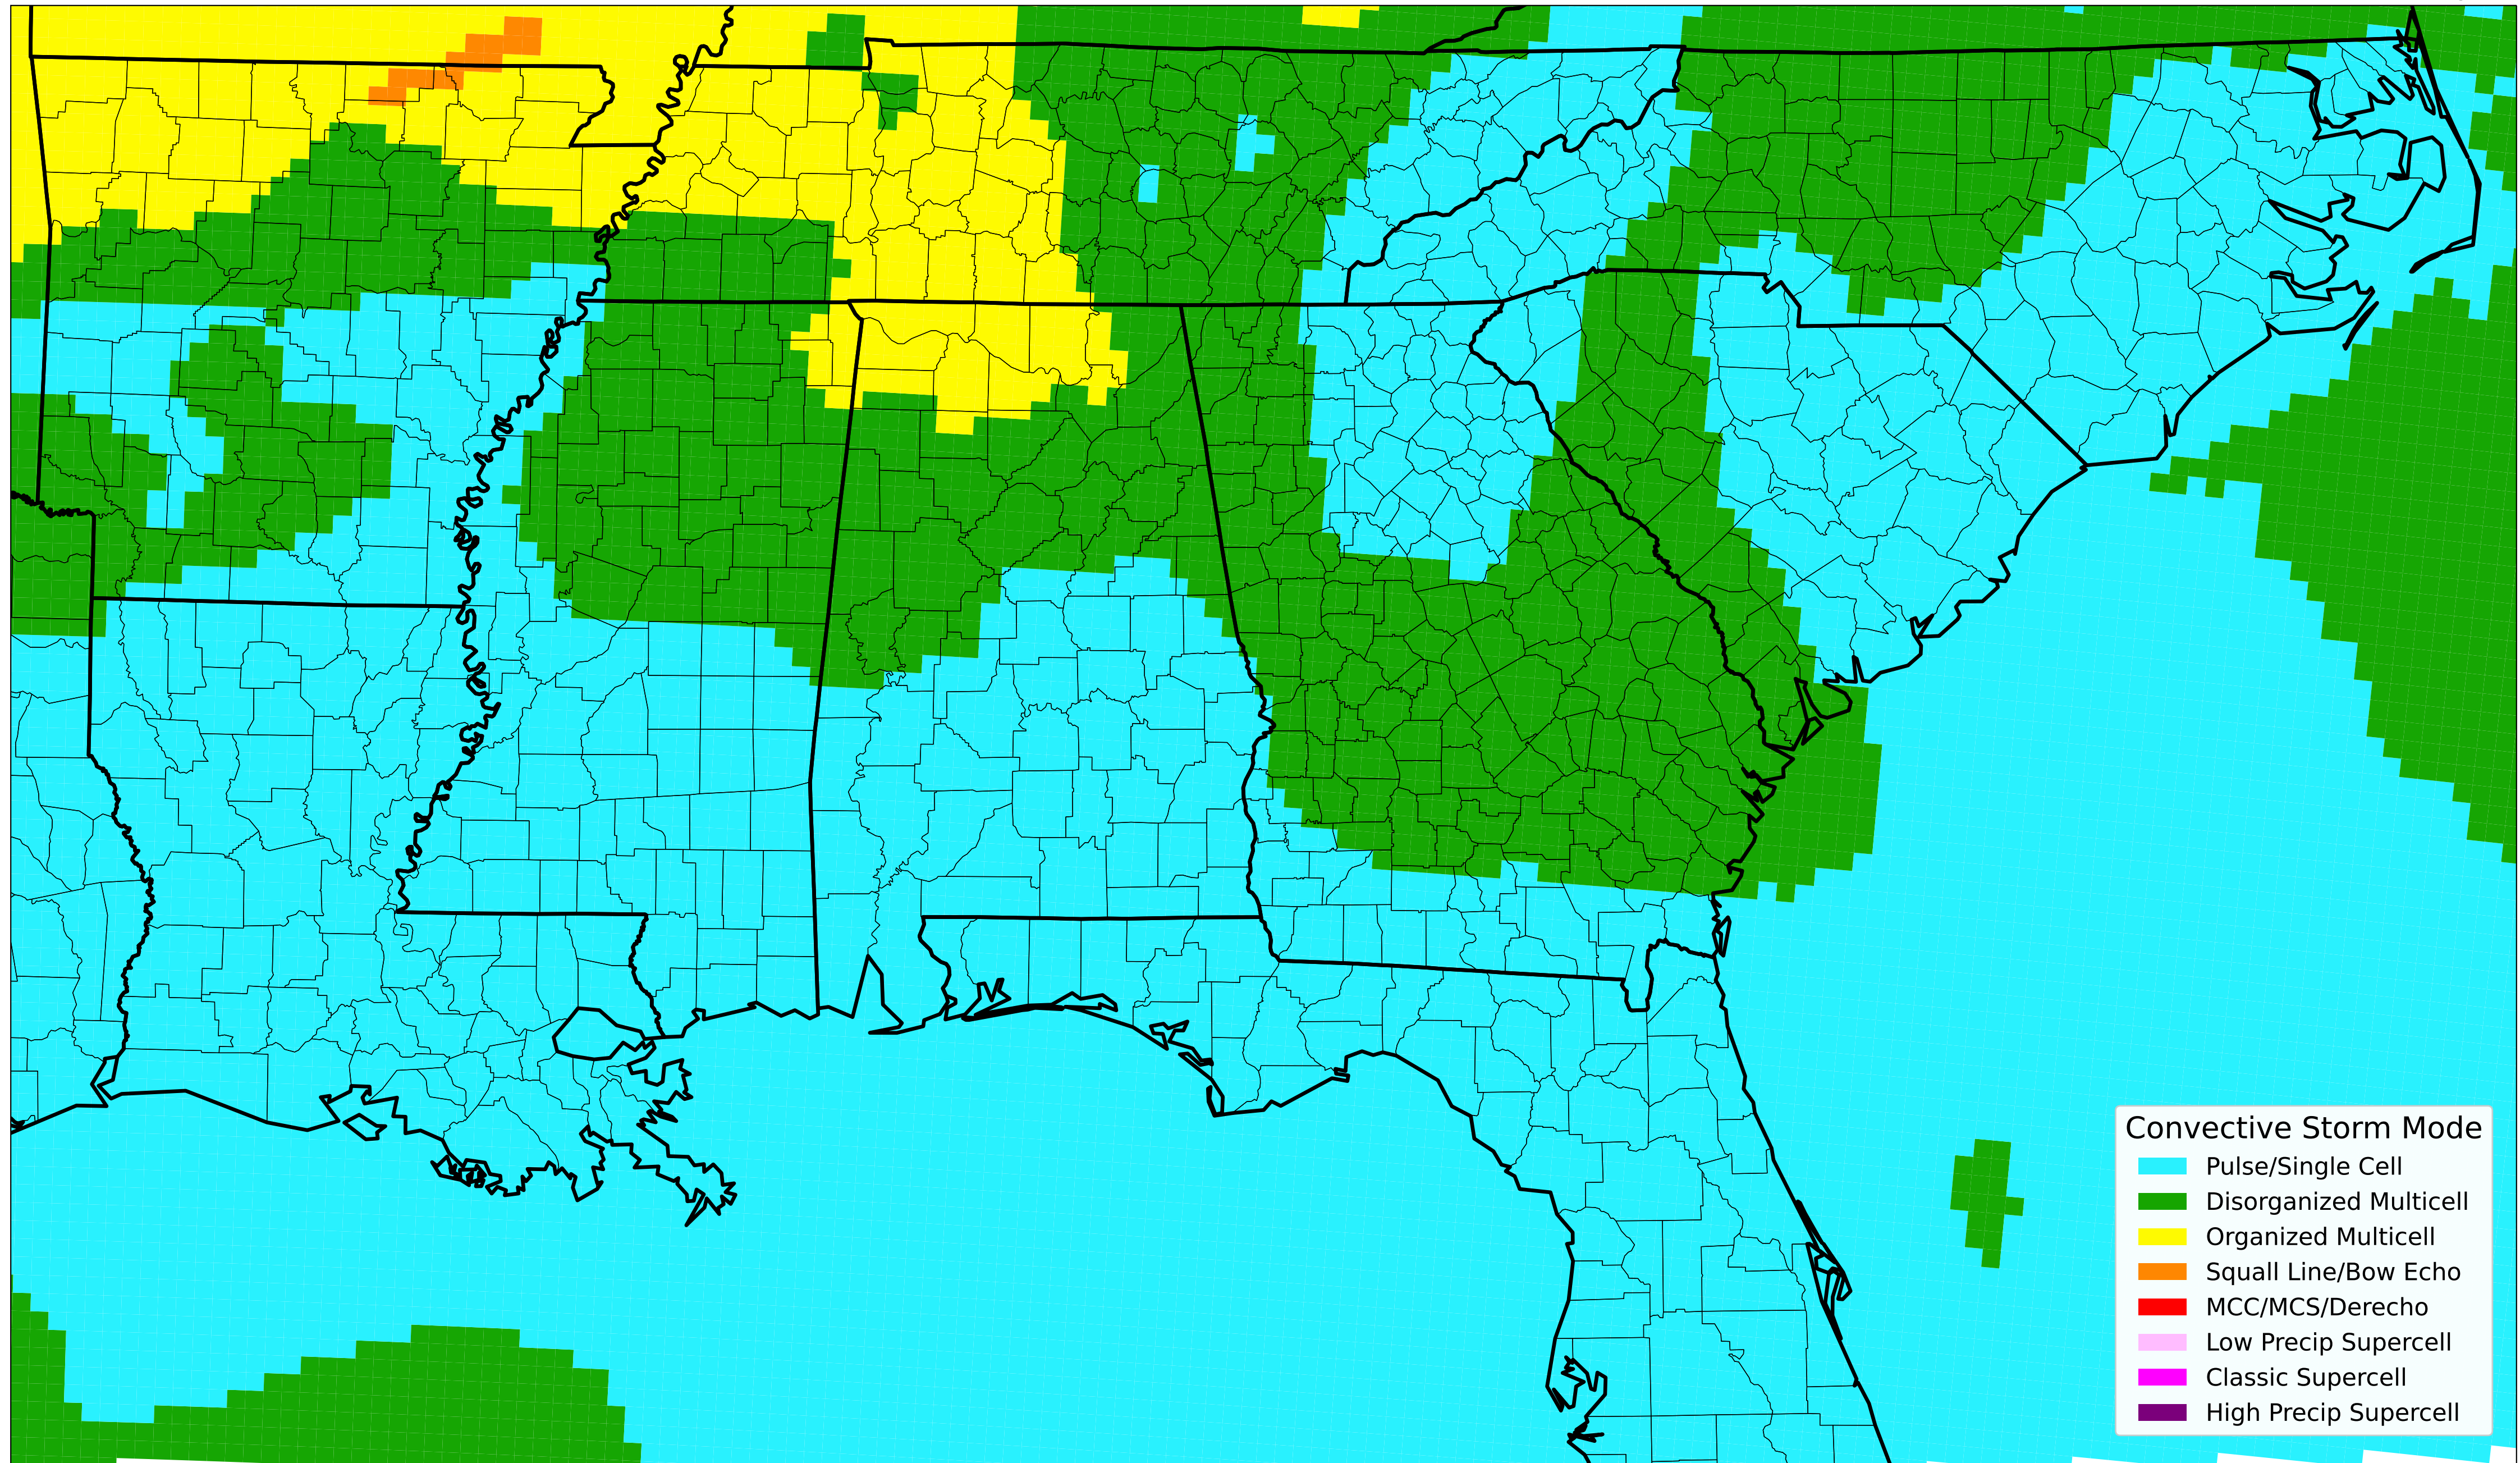 Convective Storm Mode
Pulse/Single Cell
Disorganized Multicell
Organized Multicell
Squall Line/Bow Echo
MCC/MCS/Derecho
Low Precip Supercell
Classic Supercell
High Precip Supercell